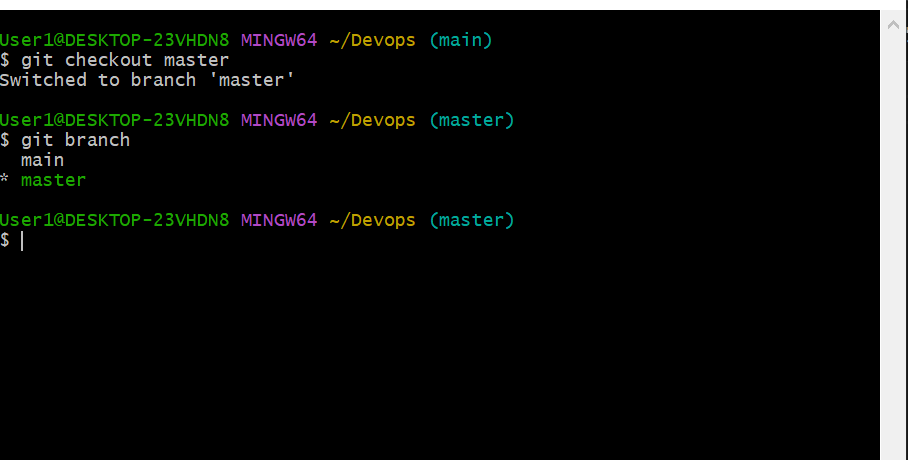 User1@DESKTOP-23VHDN8 MINGW64 ~/Devops (main)
$ git checkout master
Switched to branch 'master'
User1@DESKTOP-23VHDN8 MINGW64 ~/Devops (master)
$ git branch
  main
* master
User1@DESKTOP-23VHDN8 MINGW64 ~/Devops (master)
$